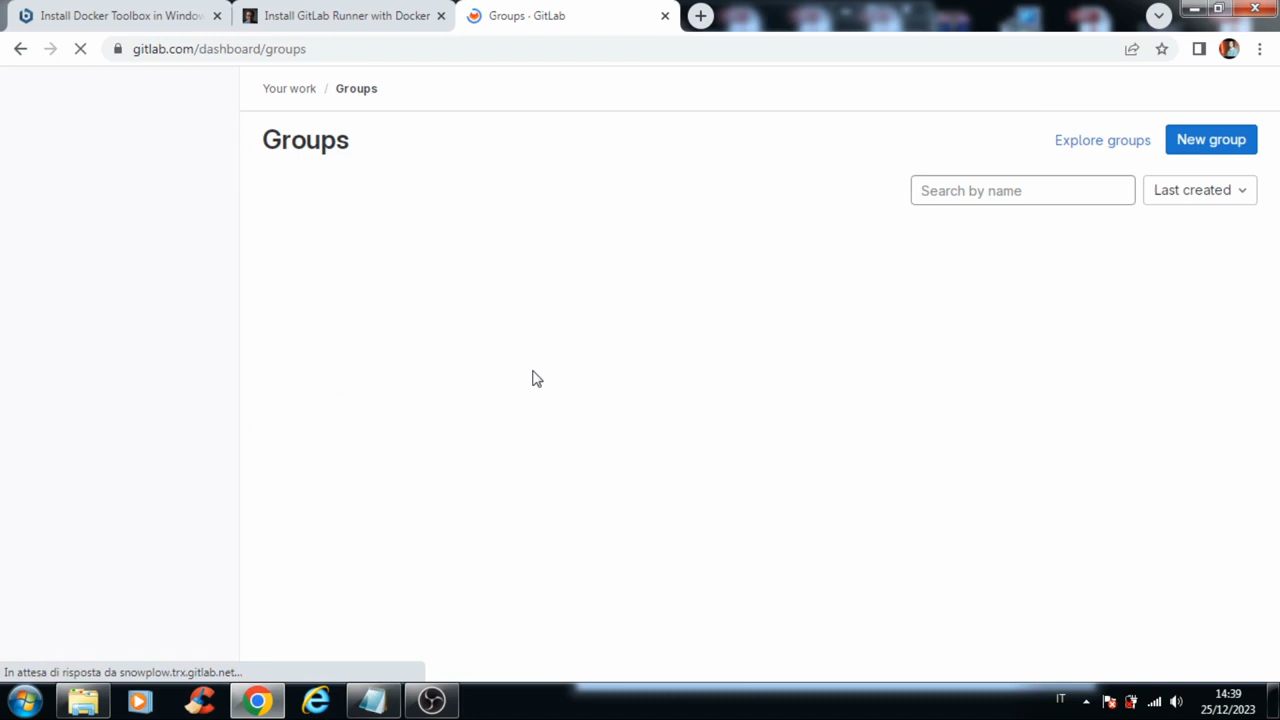 Install Docker Toolbox in Window
Install GitLab Runner with Docker
Groups · GitLab
gitlab.com/dashboard/groups
Your work / Groups
Groups
Explore groups
New group
Search by name
Last created
In attesa di risposta da snowplow.trx.gitlab.net...
IT
14:39
25/12/2023